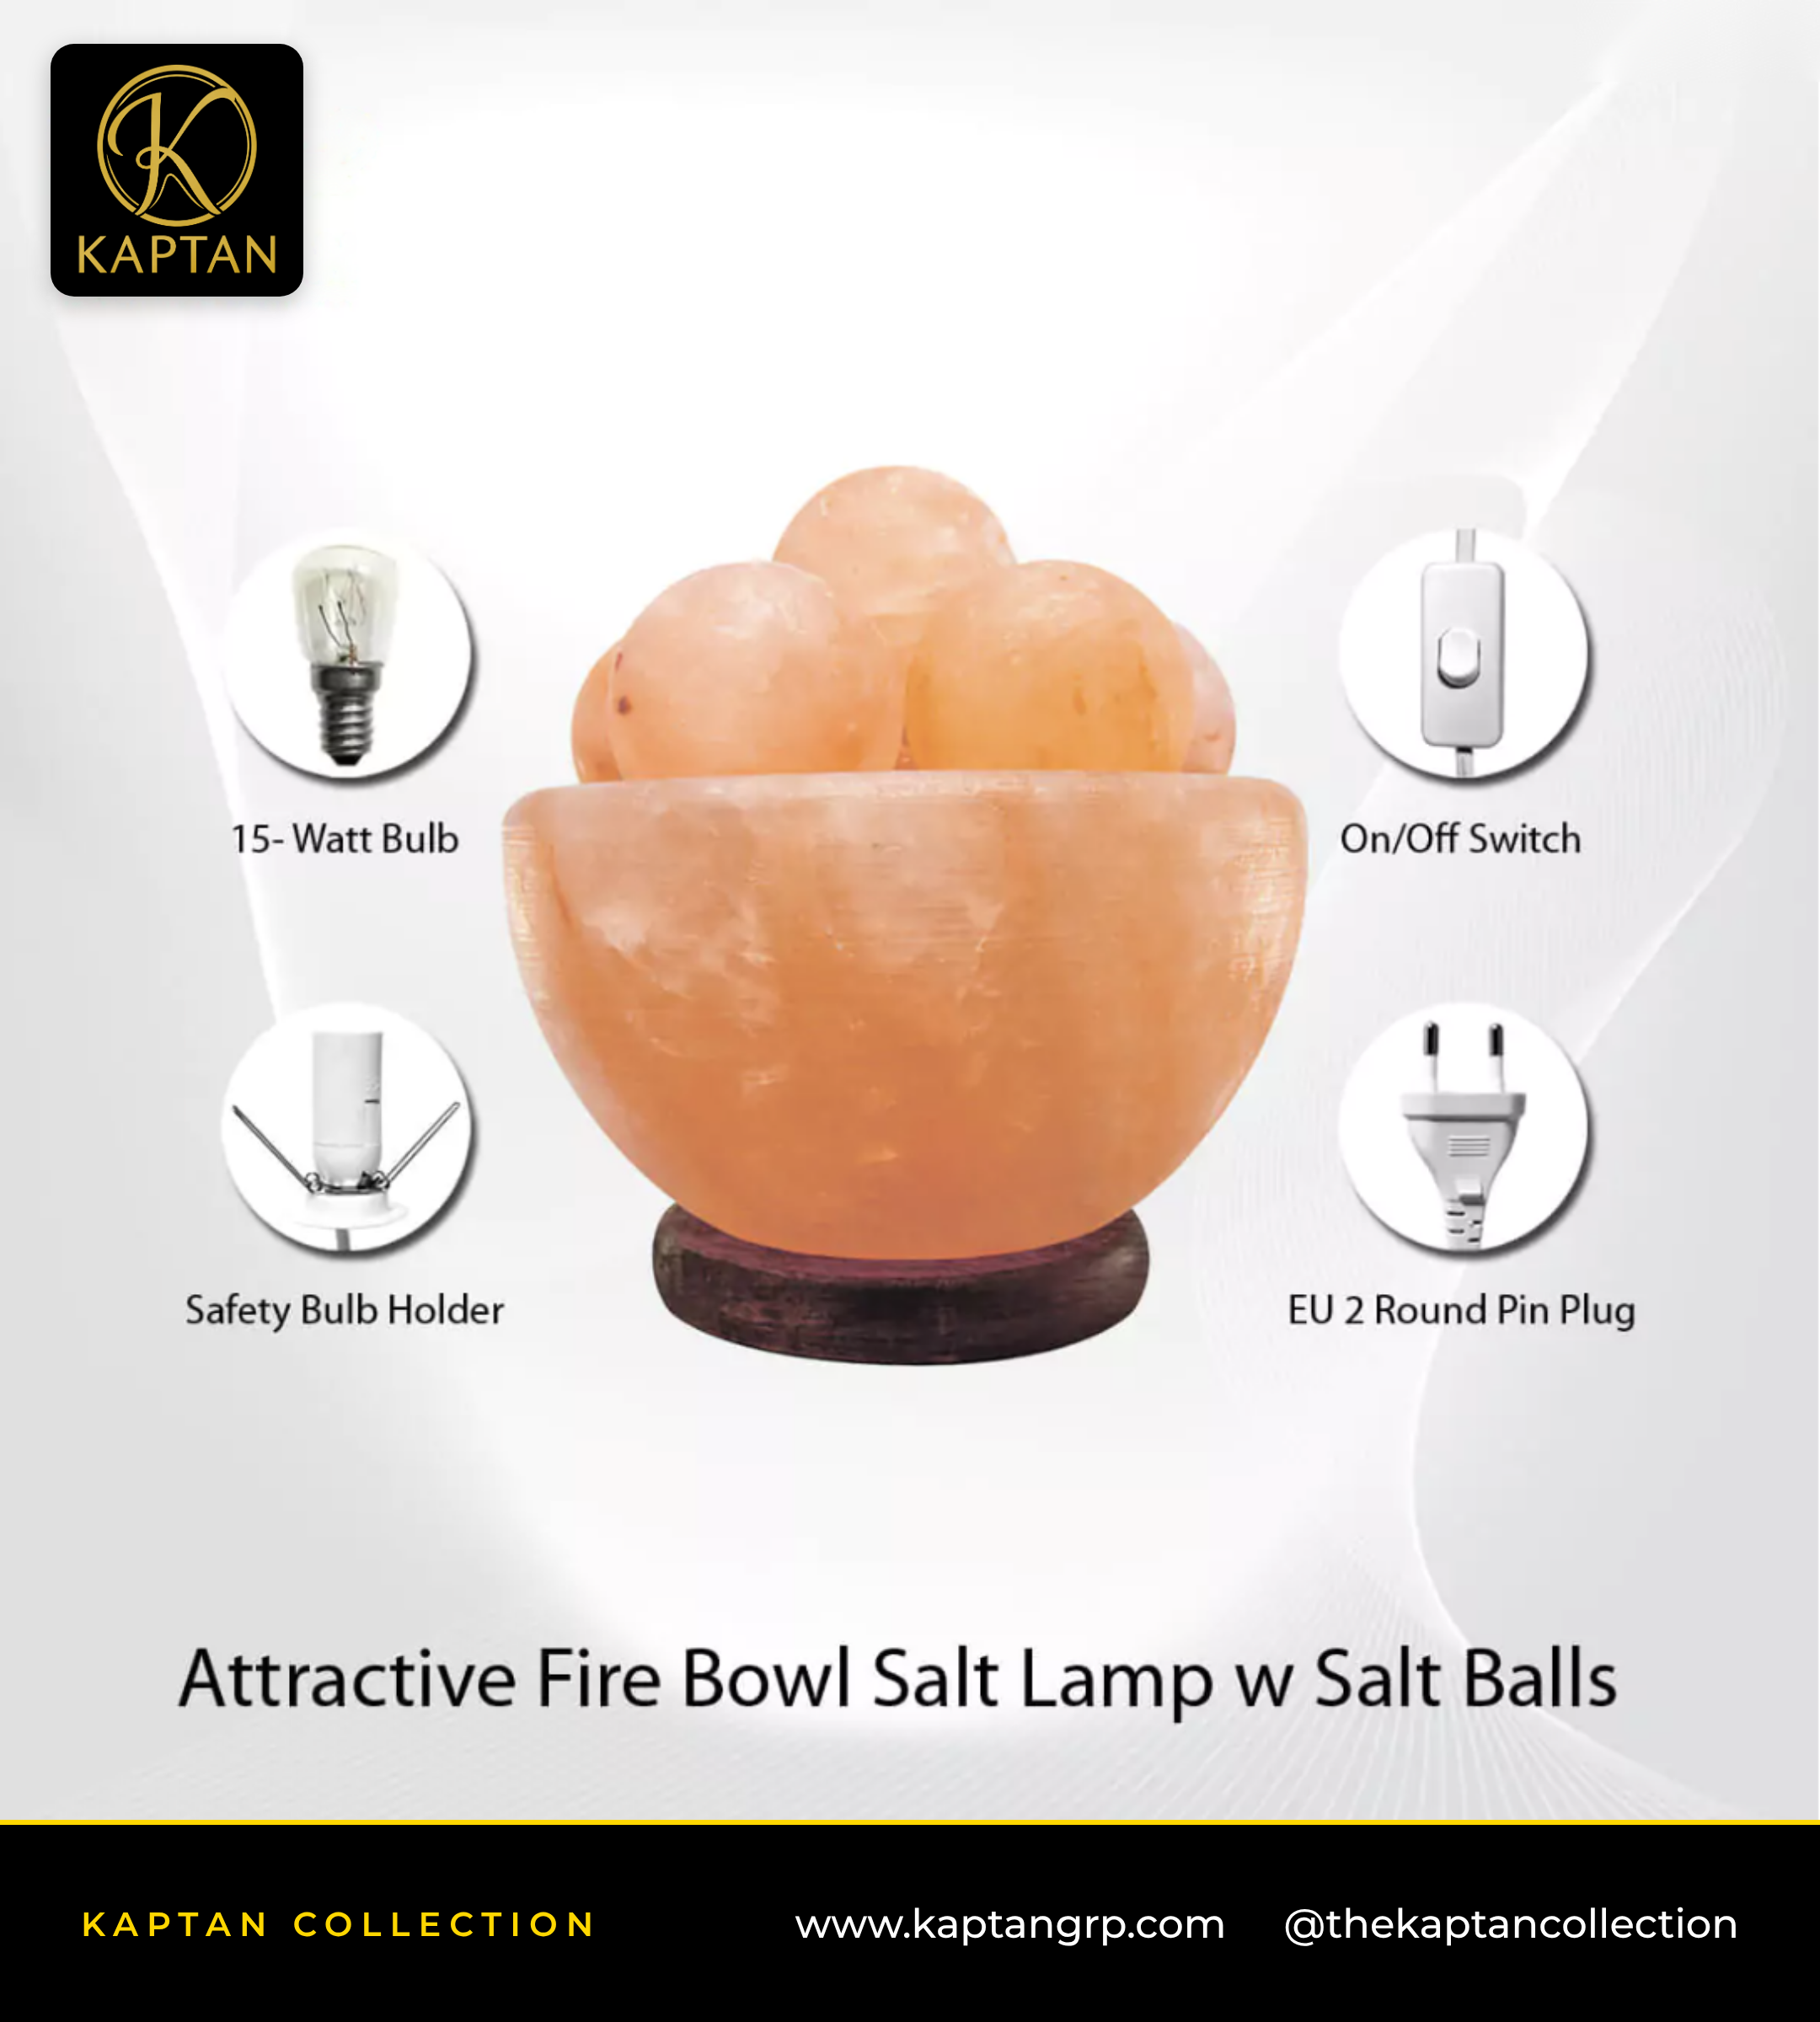 KAPTAN
15- Watt Bulb
On/Off Switch
Safety Bulb Holder
EU 2 Round Pin Plug
Attractive Fire Bowl Salt Lamp w Salt Balls
KAPTAN COLLECTION www.kaptangrp.com @thekaptancollection